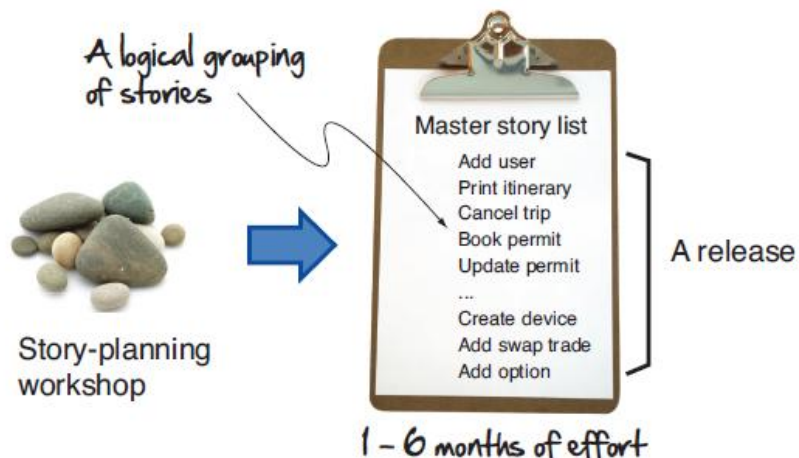 A logical grouping
of stories
Master story list
Add user
Print itinerary
Cancel trip
Book permit
Update permit
...
Create device
Add swap trade
Add option
A release
Story-planning
workshop
1 – 6 months of effort